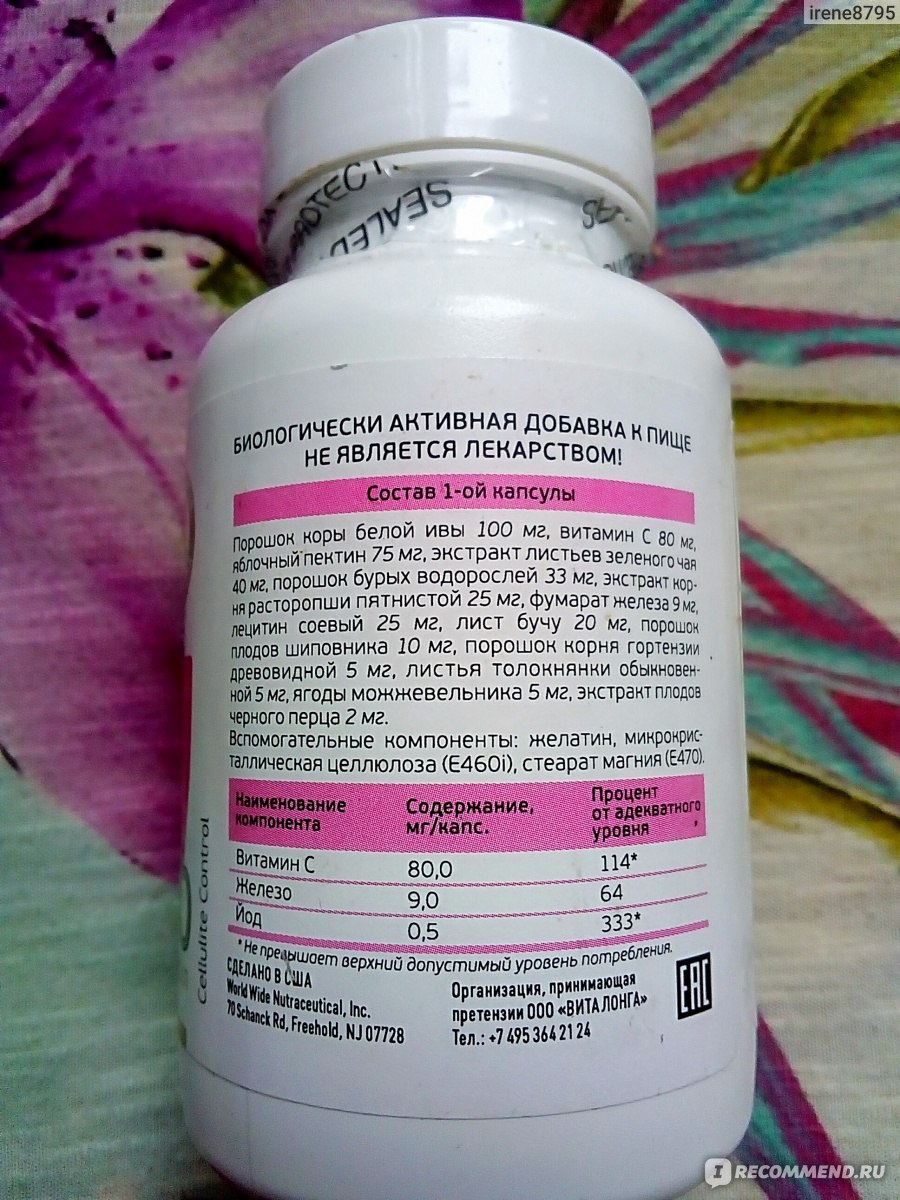 irene8795
PROTECT
SEALED
БИОЛОГИЧЕСКИ АКТИВНАЯ ДОБАВКА К ПИЩЕ
НЕ ЯВЛЯЕТСЯ ЛЕКАРСТВОМ!
Состав 1-ой капсулы
Порошок коры белой ивы 100 мг, витамин С 80 мг,
яблочный пектин 75 мг, экстракт листьев зеленого чая
40 мг, порошок бурых водорослей 33 мг, экстракт кор-
ня расторопши пятнистой 25 мг, фумарат железа 9 мг,
лецитин соевый 25 мг, лист бучу 20 мг, порошок
плодов шиповника 10 мг, порошок корня гортензии
древовидной 5 мг, листья толокнянки обыкновен-
ной 5 мг, ягоды можжевельника 5 мг, экстракт плодов
черного перца 2 мг.
Вспомогательные компоненты: желатин, микрокрис-
таллическая целлюлоза (E460i), стеарат магния (E470).
Наименование компонента Содержание, мг/капс. Процент от адекватного уровня *
Витамин С 80,0 114*
Железо 9,0 64
Йод 0,5 333*
*Не превышает верхний допустимый уровень потребления.
СДЕЛАНО В США
World Wide Nutraceutical, Inc.
70 Schanck Rd, Freehold, NJ 07728
Организация, принимающая
претензии ООО «ВИТА ЛОНГА»
Тел.: +7 495 364 21 24
EAC
Cellulite Control
IRECOMMEND.RU